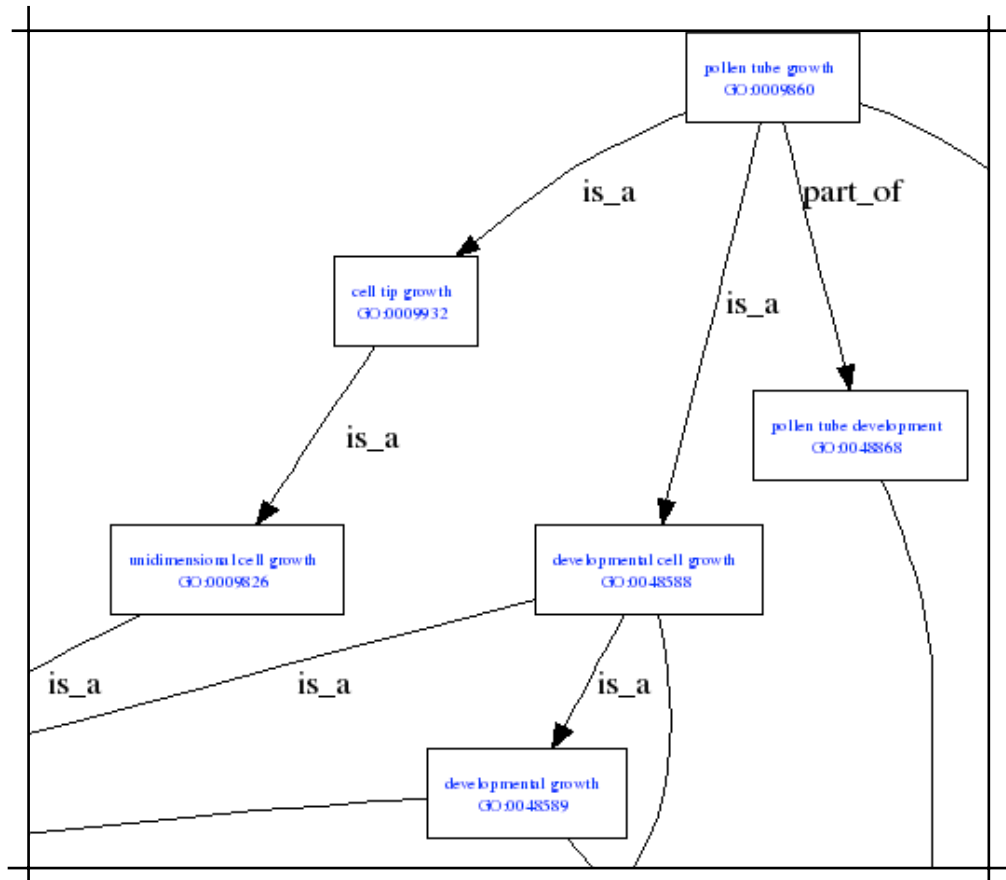 pollen tube growth
GO:0009860
is_a
part_of
cell tip growth
GO:0009932
is_a
is_a
pollen tube development
GO:0048868
unidimensional cell growth
GO:0009826
developmental cell growth
GO:0048588
is_a
is_a
is_a
developmental growth
GO:0048589